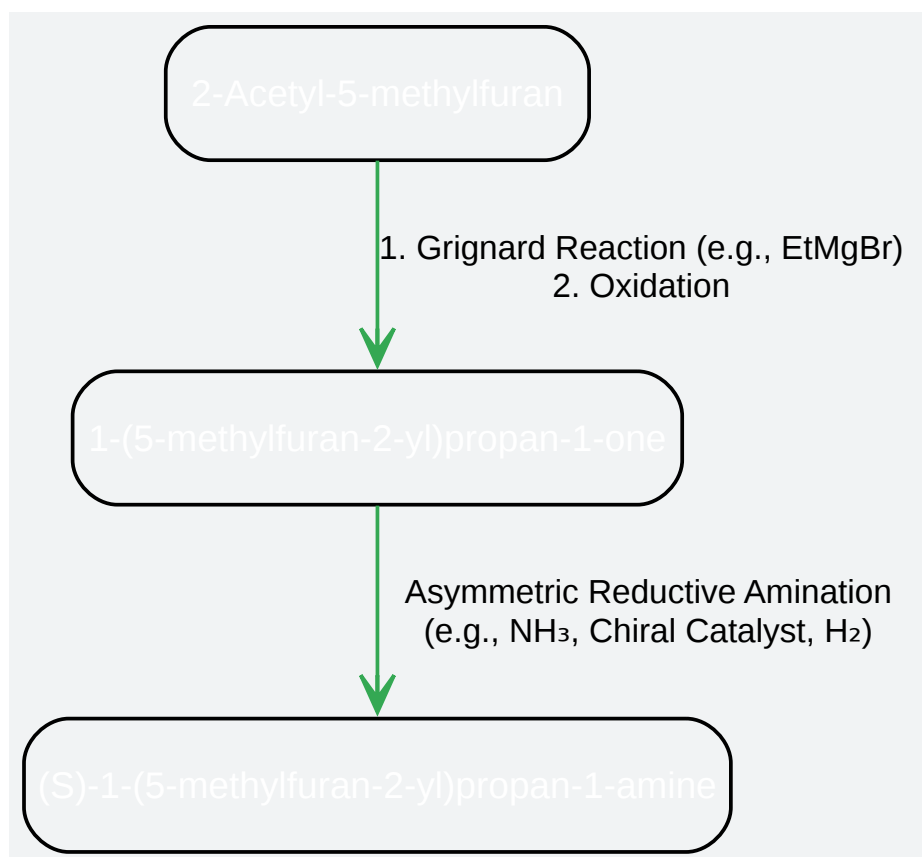 2-Acetyl-5-methylfuran
1. Grignard Reaction (e.g., EtMgBr)
2. Oxidation
1-(5-methylfuran-2-yl)propan-1-one
Asymmetric Reductive Amination
(e.g., NH₃, Chiral Catalyst, H₂)
(S)-1-(5-methylfuran-2-yl)propan-1-amine